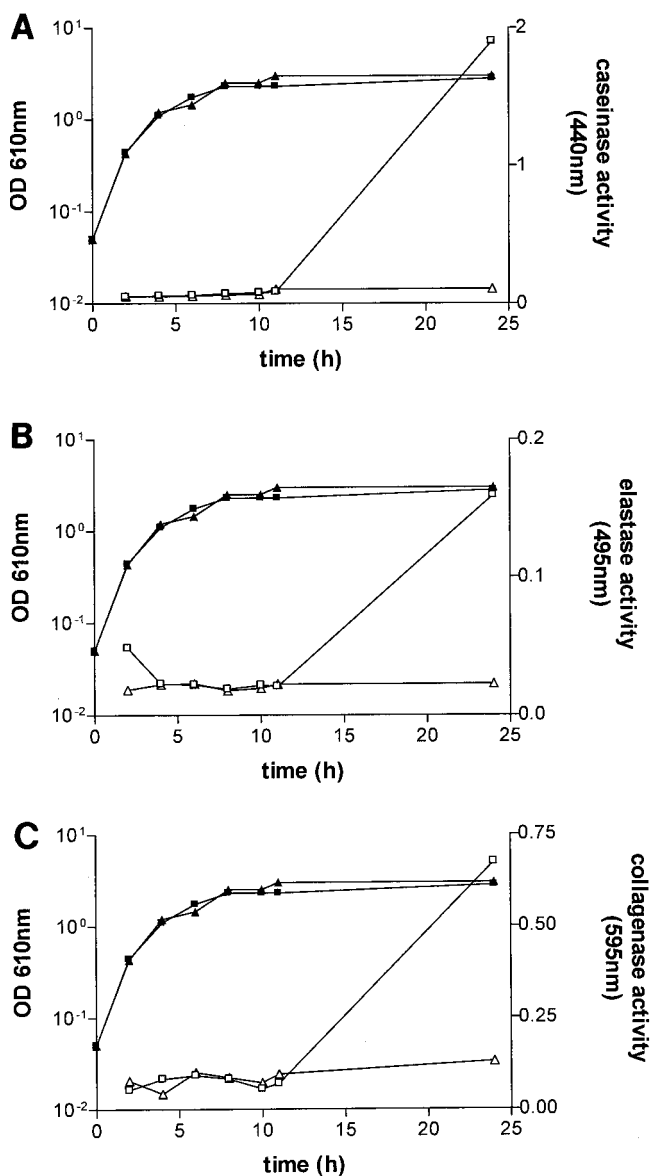 A
OD 610nm
10¹
10⁰
10⁻¹
10⁻²
0
5
10
15
20
25
time (h)
2
1
0
caseinase activity
(440nm)
B
OD 610nm
10¹
10⁰
10⁻¹
10⁻²
0
5
10
15
20
25
time (h)
0.2
0.1
0.0
elastase activity
(495nm)
C
OD 610nm
10¹
10⁰
10⁻¹
10⁻²
0
5
10
15
20
25
time (h)
0.75
0.50
0.25
0.00
collagenase activity
(595nm)